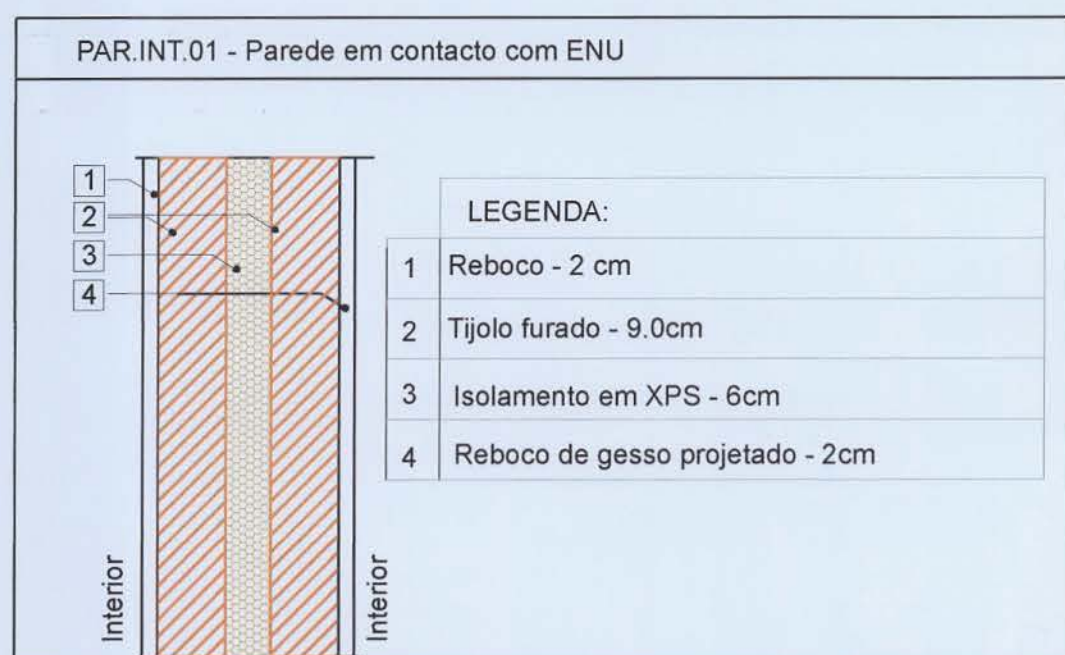 PAR.INT.01 - Parede em contacto com ENU
1
2
3
4
Interior
Interior
LEGENDA:
1 Reboco - 2 cm
2 Tijolo furado - 9.0cm
3 Isolamento em XPS - 6cm
4 Reboco de gesso projetado - 2cm